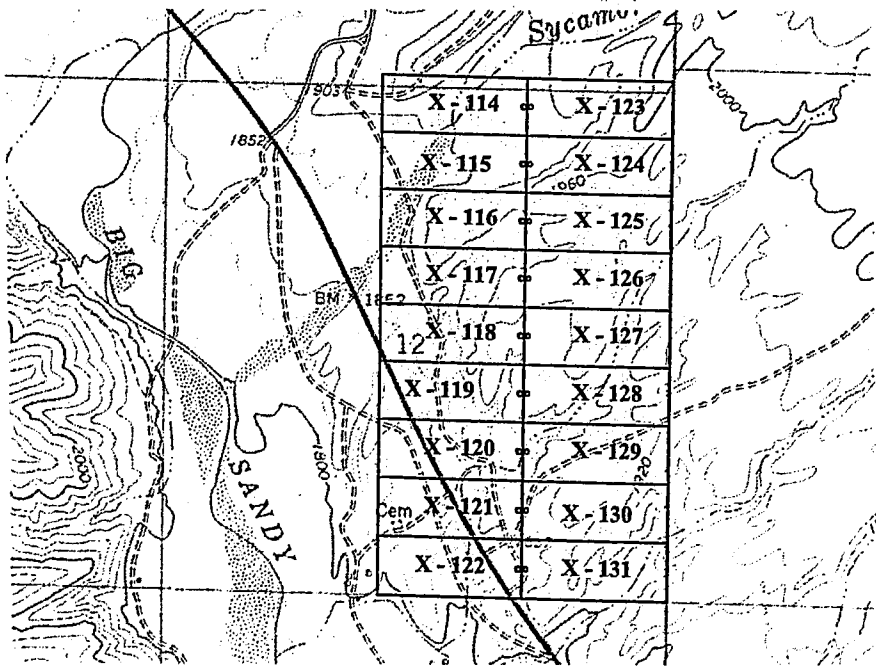 Sycamo
2000
903
X - 114
X - 123
1852
X - 115
X - 124
1960
X - 116
X - 125
BIG
X - 117
X - 126
BM 1852
X - 118
X - 127
12
X - 119
X - 128
2000
1800
X - 120
X - 129
SANDY
Cem
X - 121
X - 130
X - 122
X - 131